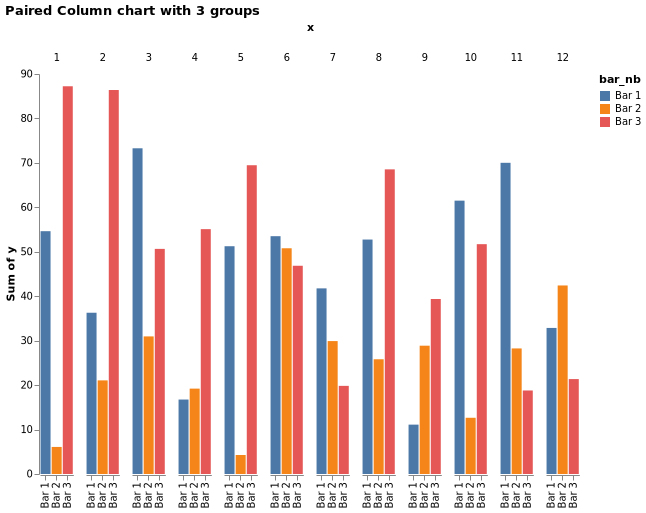 Paired Column chart with 3 groups
x
1 2 3 4 5 6 7 8 9 10 11 12
90
80
70
60
50
40
30
20
10
0
Sum of y
Bar 1 Bar 2 Bar 3 Bar 1 Bar 2 Bar 3 Bar 1 Bar 2 Bar 3 Bar 1 Bar 2 Bar 3 Bar 1 Bar 2 Bar 3 Bar 1 Bar 2 Bar 3 Bar 1 Bar 2 Bar 3 Bar 1 Bar 2 Bar 3 Bar 1 Bar 2 Bar 3 Bar 1 Bar 2 Bar 3 Bar 1 Bar 2 Bar 3 Bar 1 Bar 2 Bar 3
bar_nb
Bar 1
Bar 2
Bar 3